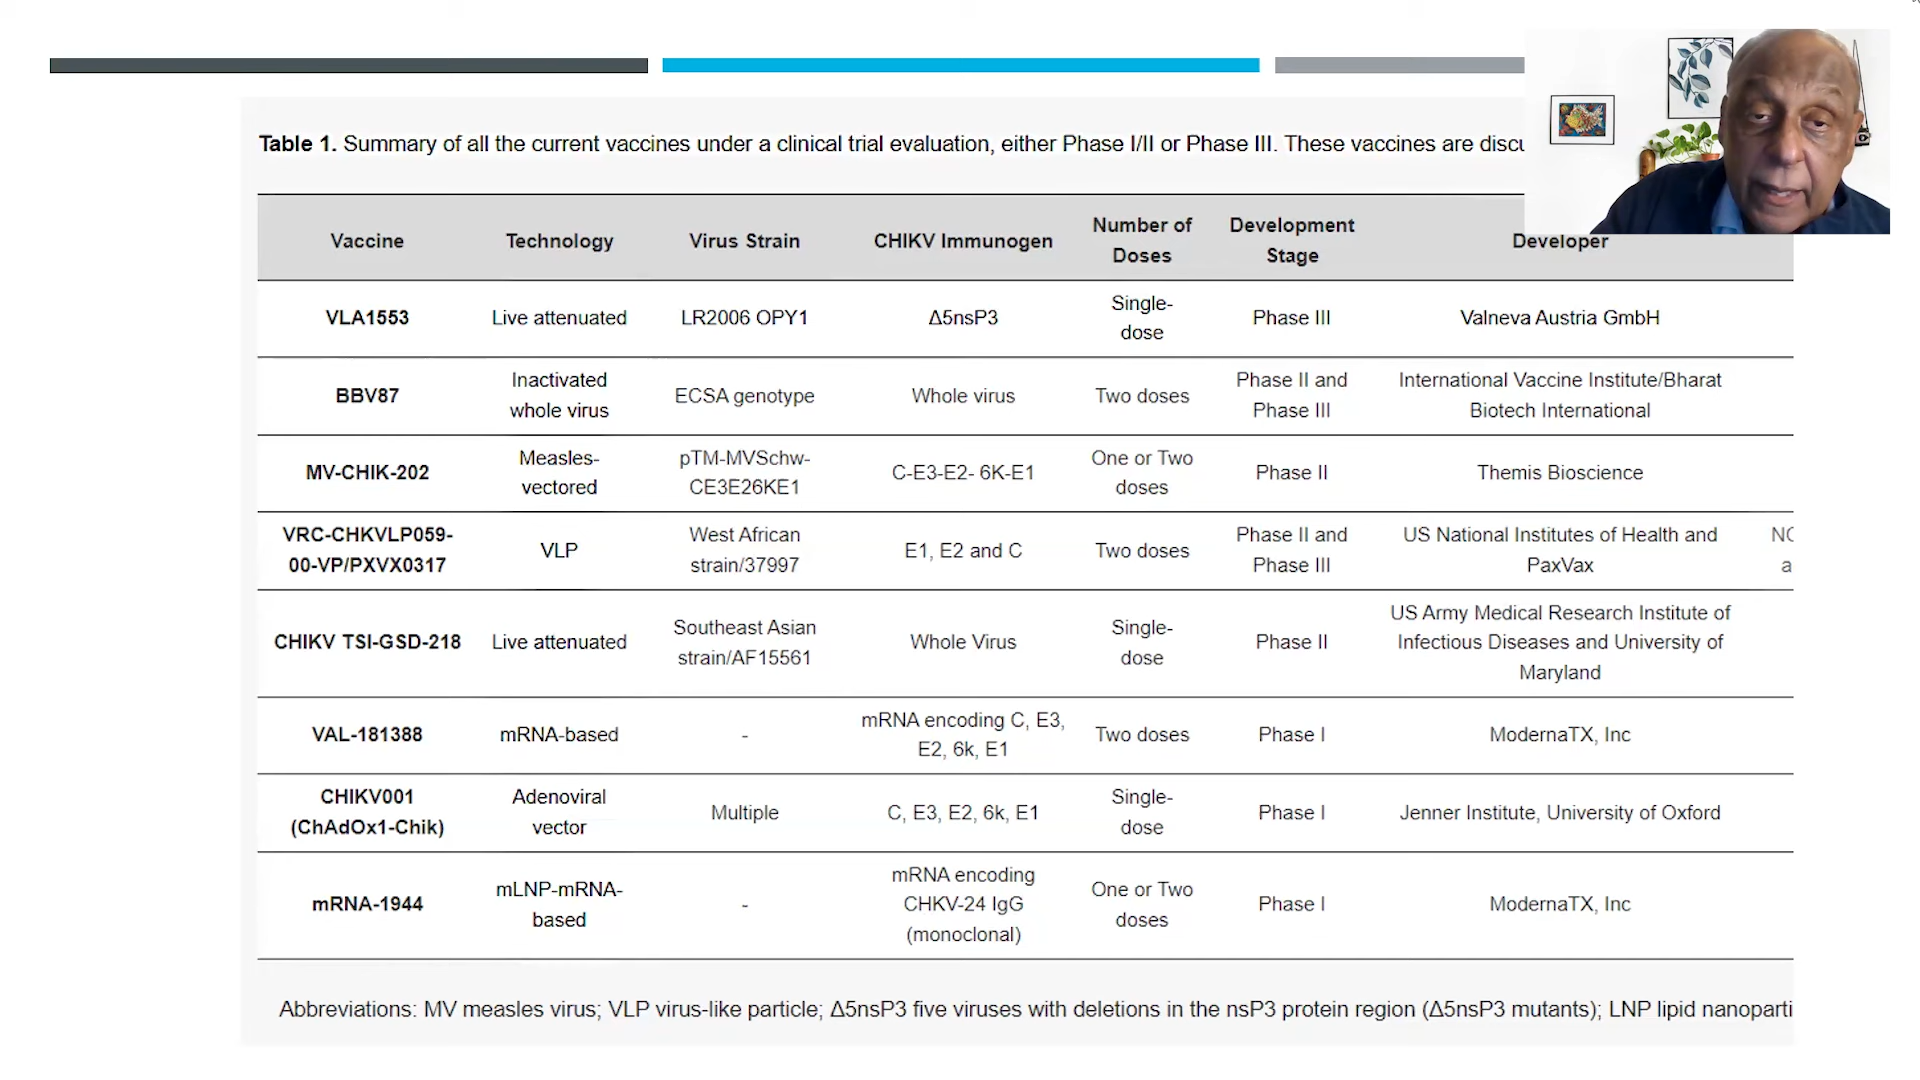 Table 1. Summary of all the current vaccines under a clinical trial evaluation, either Phase I/II or Phase III. These vaccines are discu
Vaccine Technology Virus Strain CHIKV Immunogen Number of Doses Development Stage Developer
VLA1553 Live attenuated LR2006 OPY1 Δ5nsP3 Single-dose Phase III Valneva Austria GmbH
BBV87 Inactivated whole virus ECSA genotype Whole virus Two doses Phase II and Phase III International Vaccine Institute/Bharat Biotech International
MV-CHIK-202 Measles-vectored pTM-MVSchw-CE3E26KE1 C-E3-E2- 6K-E1 One or Two doses Phase II Themis Bioscience
VRC-CHKVLP059-00-VP/PXVX0317 VLP West African strain/37997 E1, E2 and C Two doses Phase II and Phase III US National Institutes of Health and PaxVax
CHIKV TSI-GSD-218 Live attenuated Southeast Asian strain/AF15561 Whole Virus Single-dose Phase II US Army Medical Research Institute of Infectious Diseases and University of Maryland
VAL-181388 mRNA-based - mRNA encoding C, E3, E2, 6k, E1 Two doses Phase I ModernaTX, Inc
CHIKV001 (ChAdOx1-Chik) Adenoviral vector Multiple C, E3, E2, 6k, E1 Single-dose Phase I Jenner Institute, University of Oxford
mRNA-1944 mLNP-mRNA-based - mRNA encoding CHKV-24 IgG (monoclonal) One or Two doses Phase I ModernaTX, Inc
Abbreviations: MV measles virus; VLP virus-like particle; Δ5nsP3 five viruses with deletions in the nsP3 protein region (Δ5nsP3 mutants); LNP lipid nanoparti